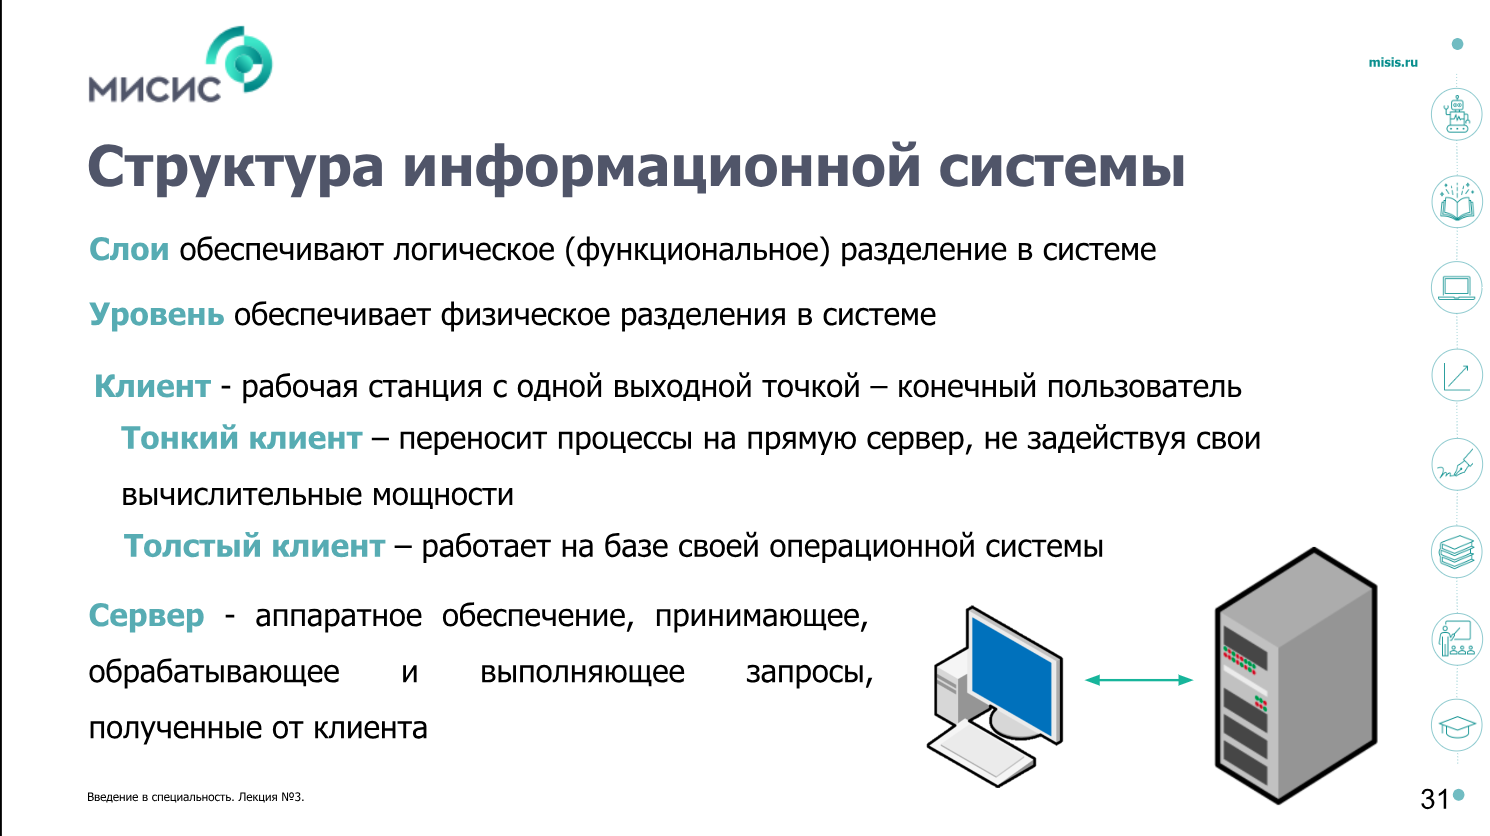 МИСИС
misis.ru
Структура информационной системы
Слои обеспечивают логическое (функциональное) разделение в системе
Уровень обеспечивает физическое разделения в системе
Клиент - рабочая станция с одной выходной точкой – конечный пользователь
Тонкий клиент – переносит процессы на прямую сервер, не задействуя свои
вычислительные мощности
Толстый клиент – работает на базе своей операционной системы
Сервер - аппаратное обеспечение, принимающее,
обрабатывающее и выполняющее запросы,
полученные от клиента
Введение в специальность. Лекция №3.
31